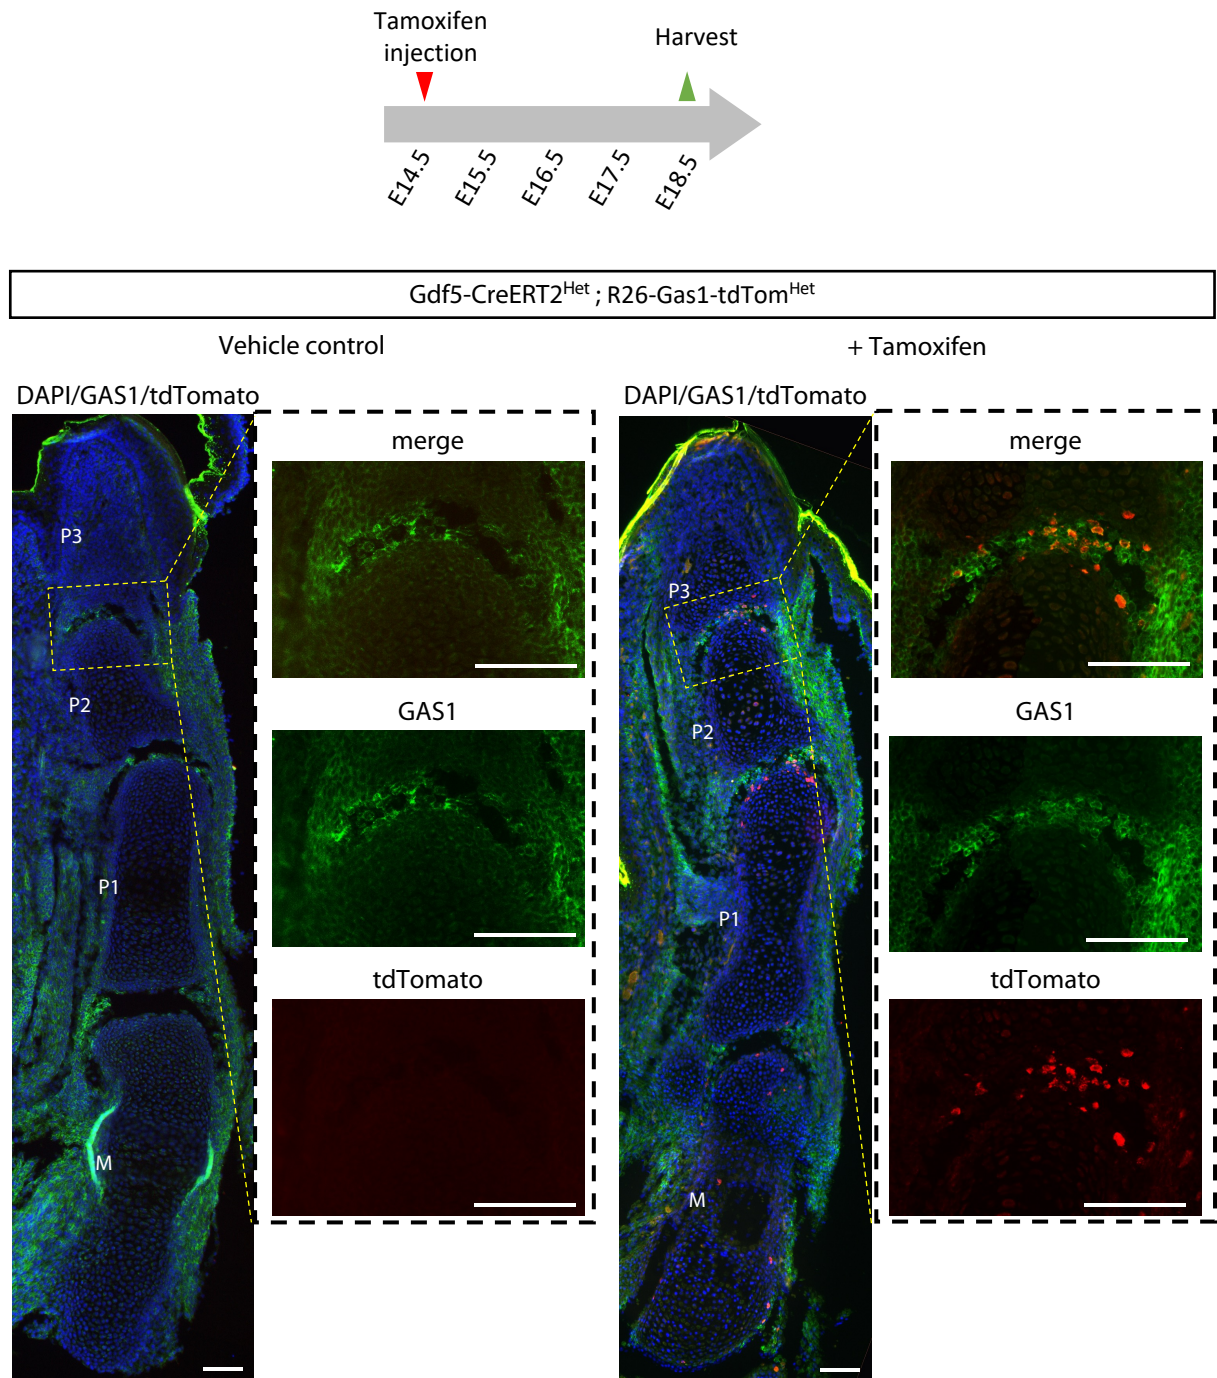 Tamoxifen
injection
Harvest
E14.5
E15.5
E16.5
E17.5
E18.5
Gdf5-CreERT2Het ; R26-Gas1-tdTomHet
Vehicle control
DAPI/GAS1/tdTomato
merge
P3
P2
GAS1
P1
tdTomato
M
+ Tamoxifen
DAPI/GAS1/tdTomato
merge
P3
P2
GAS1
P1
tdTomato
M